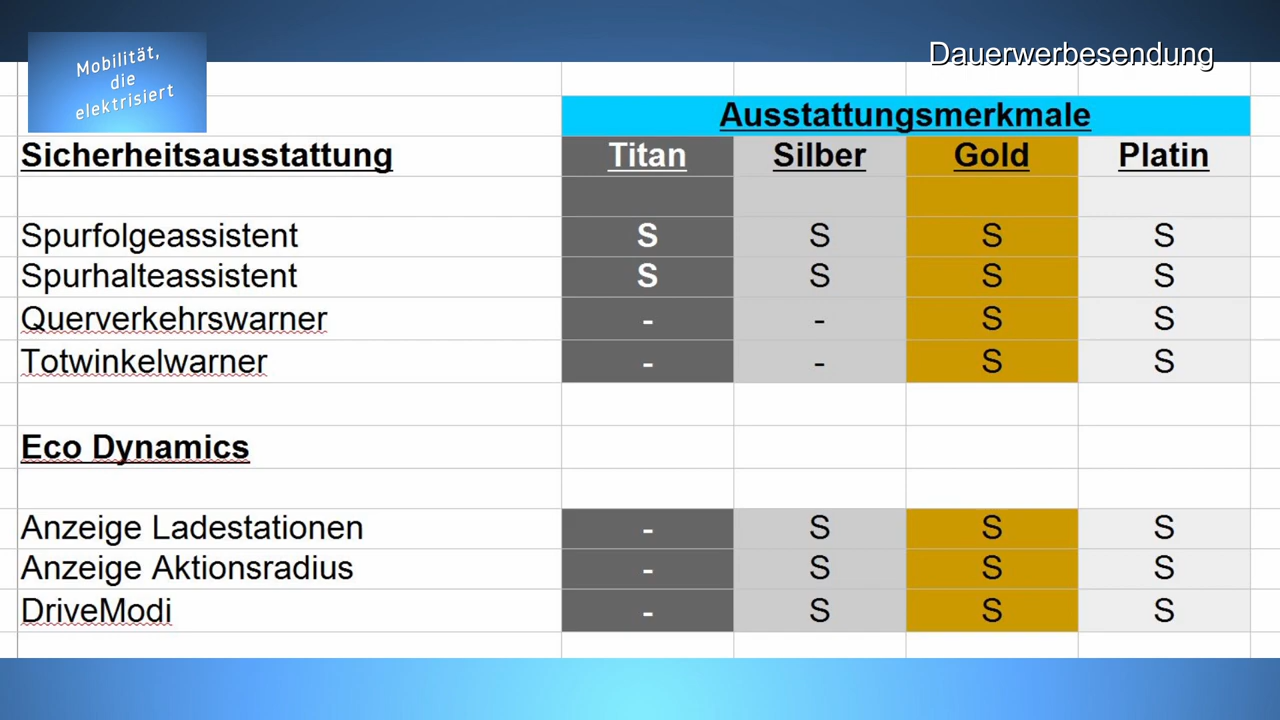 Mobilität,
die
elektrisiert
Dauerwerbesendung
Ausstattungsmerkmale
Sicherheitsausstattung Titan Silber Gold Platin
Spurfolgeassistent S S S S
Spurhalteassistent S S S S
Querverkehrswarner - - S S
Totwinkelwarner - - S S
Eco Dynamics
Anzeige Ladestationen - S S S
Anzeige Aktionsradius - S S S
DriveModi - S S S